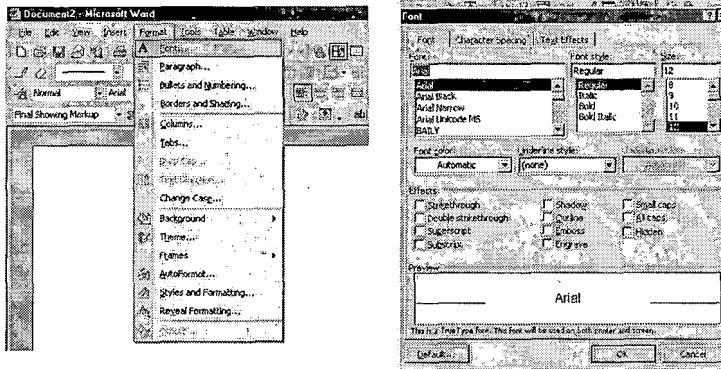 Document2 - Microsoft Word
File Edit View Insert Format Tools Table Window Help
Normal Arial
Final Showing Markup
Font...
Paragraph...
Bullets and Numbering...
Borders and Shading...
Columns...
Tabs...
Drop Cap...
Change Case...
Background
Theme...
Frames
AutoFormat...
Styles and Formatting...
Reveal Formatting...
Font
Font Character Spacing Text Effects
Font: Font style: Size:
Arial Regular 12
Arial Regular 8
Arial Black Italic 9
Arial Narrow Bold 10
Arial Unicode MS Bold Italic 11
BAILY 12
Font color: Underline style:
Automatic (none)
Effects
Strikethrough Shadow Small caps
Double strikethrough Outline All caps
Superscript Emboss Hidden
Subscript Engrave
Preview
Arial
This is a TrueType font. This font will be used on both printer and screen.
Default... OK Cancel